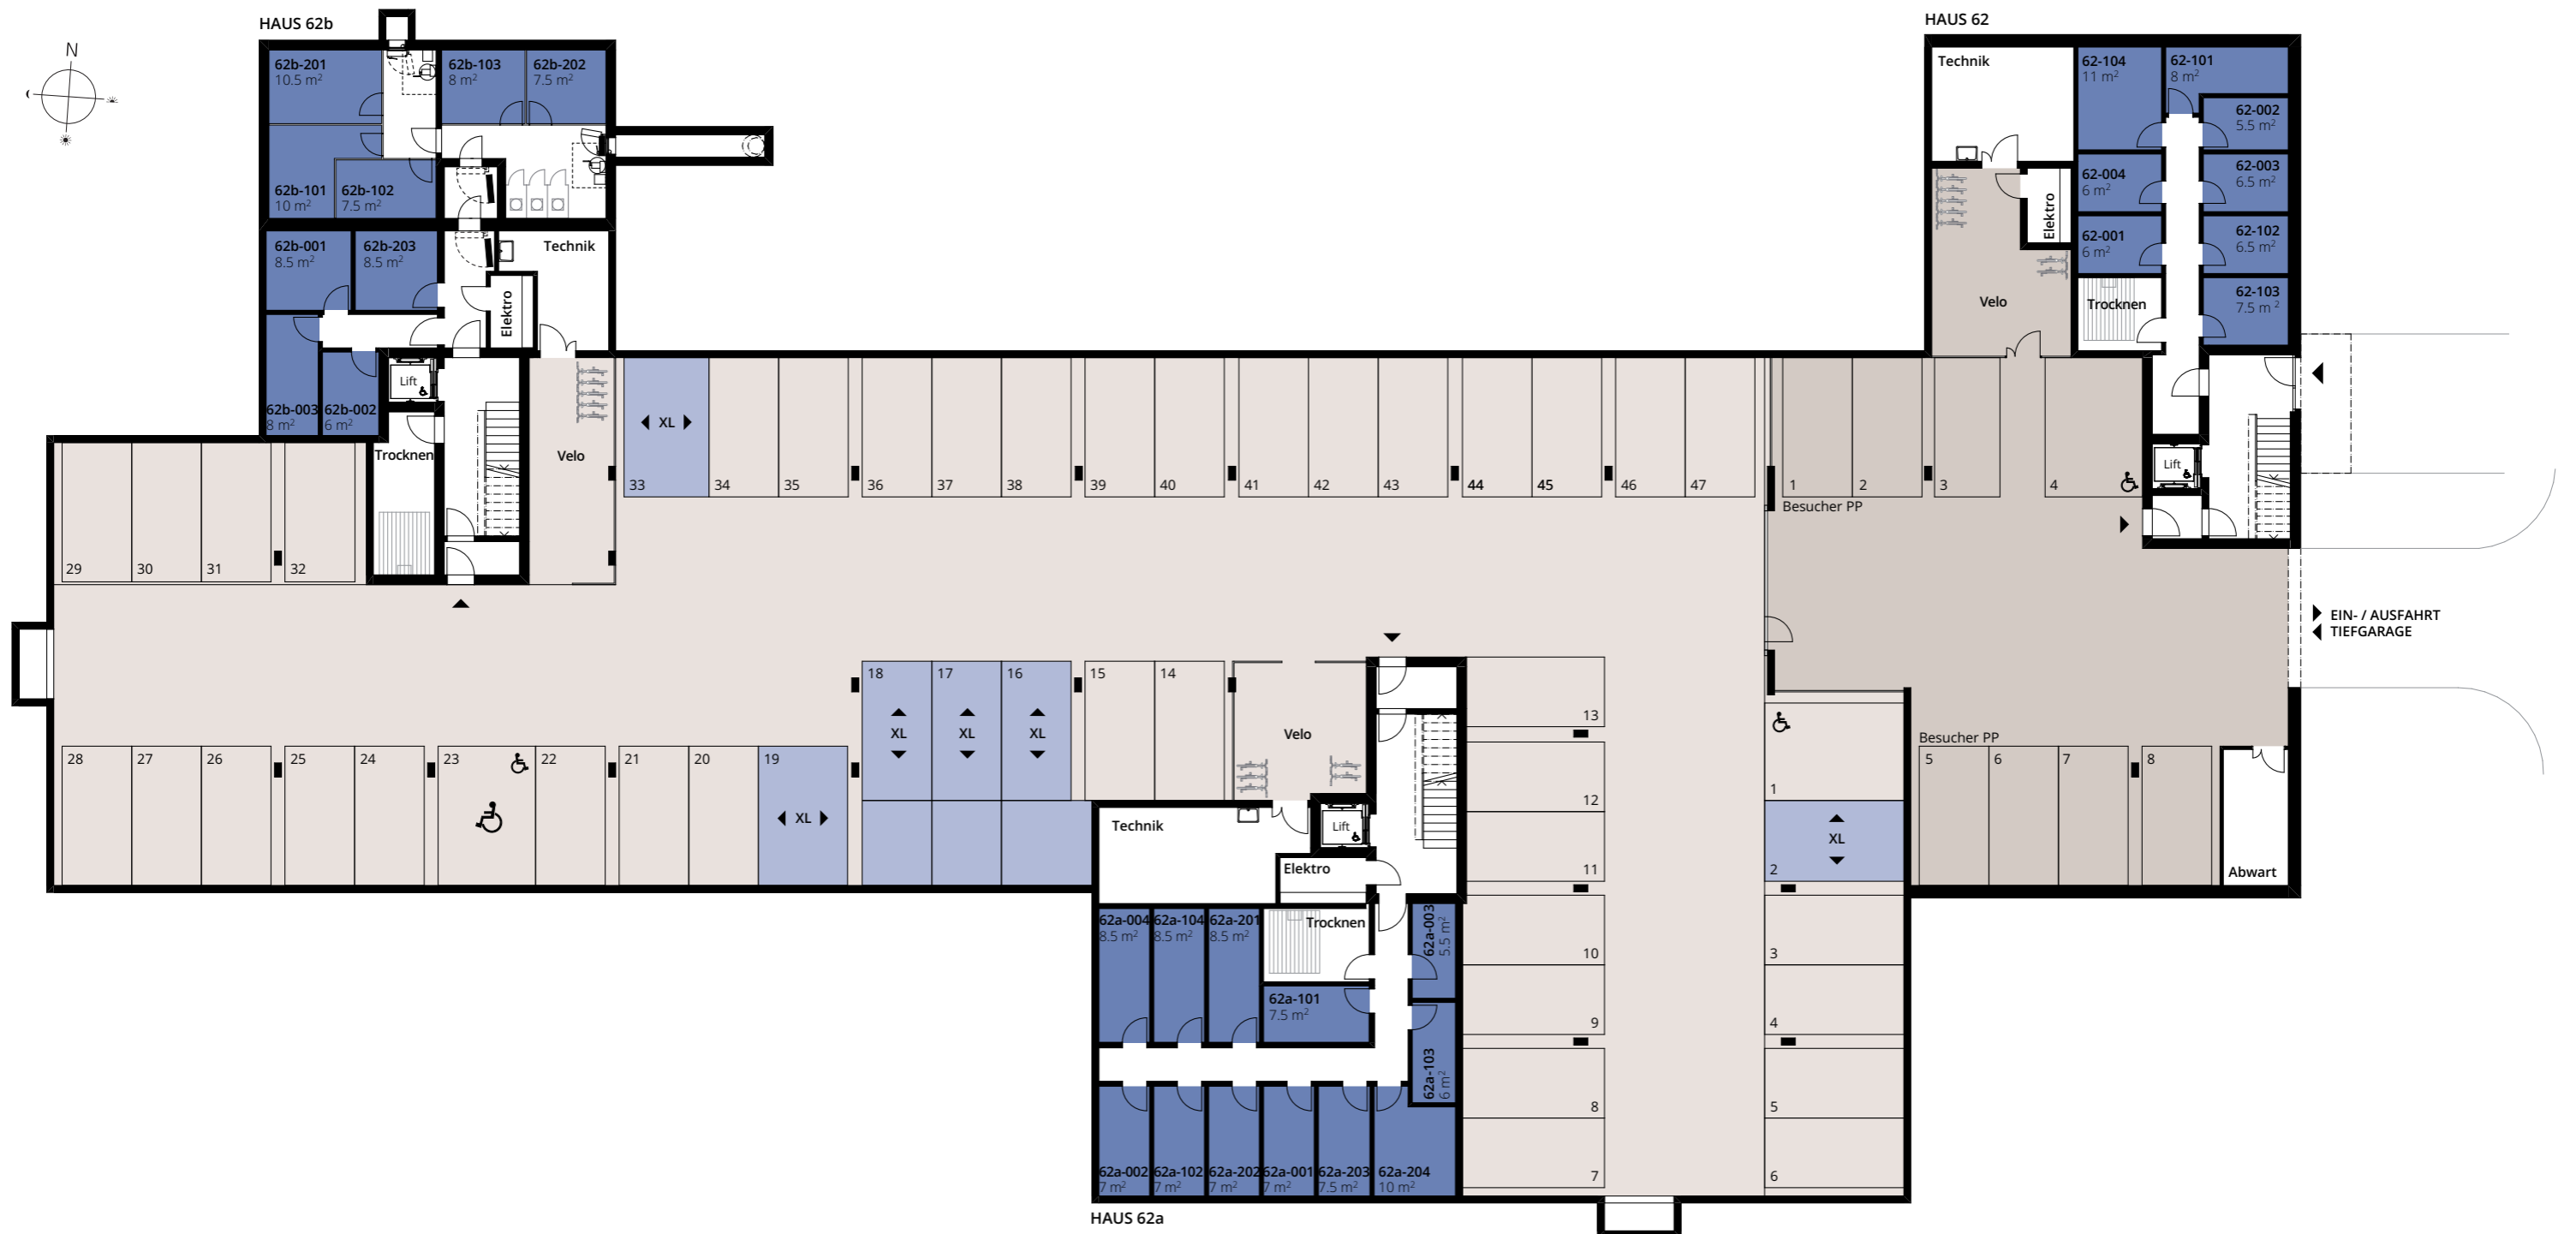 HAUS 62b
HAUS 62
N
62b-201
10.5 m²
62b-103
8 m²
62b-202
7.5 m²
62b-101
10 m²
62b-102
7.5 m²
62b-001
8.5 m²
62b-203
8.5 m²
Technik
Elektro
62b-003
8 m²
62b-002
6 m²
Lift
Trocknen
Velo
Technik
62-104
11 m²
62-101
8 m²
62-002
5.5 m²
62-004
6 m²
62-003
6.5 m²
Elektro
62-001
6 m²
62-102
6.5 m²
Velo
Trocknen
62-103
7.5 m²
Lift
XL
33
34
35
36
37
38
39
40
41
42
43
44
45
46
47
1
2
3
4
Besucher PP
29
30
31
32
EIN- / AUSFAHRT
TIEFGARAGE
18
17
16
15
14
XL
XL
XL
Velo
13
12
11
10
9
8
7
1
XL
2
3
4
5
6
Besucher PP
5
6
7
8
Abwart
28
27
26
25
24
23
22
21
20
19
XL
Technik
Lift
Elektro
62a-004
8.5 m²
62a-104
8.5 m²
62a-201
8.5 m²
Trocknen
62a-003
5.5 m²
62a-101
7.5 m²
62a-103
6 m²
62a-002
7 m²
62a-102
7 m²
62a-202
7 m²
62a-001
7 m²
62a-203
7.5 m²
62a-204
10 m²
HAUS 62a